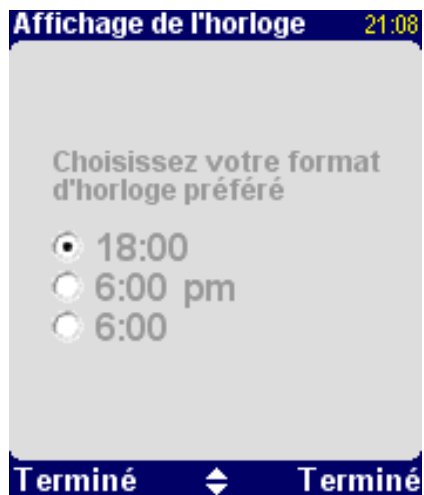 Affichage de l'horloge 21:08
Choisissez votre format
d'horloge préféré
18:00
6:00 pm
6:00
Terminé Terminé